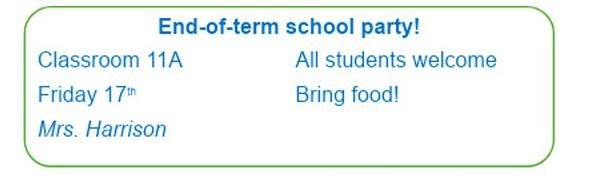 End-of-term school party!
Classroom 11A All students welcome
Friday 17th Bring food!
Mrs. Harrison